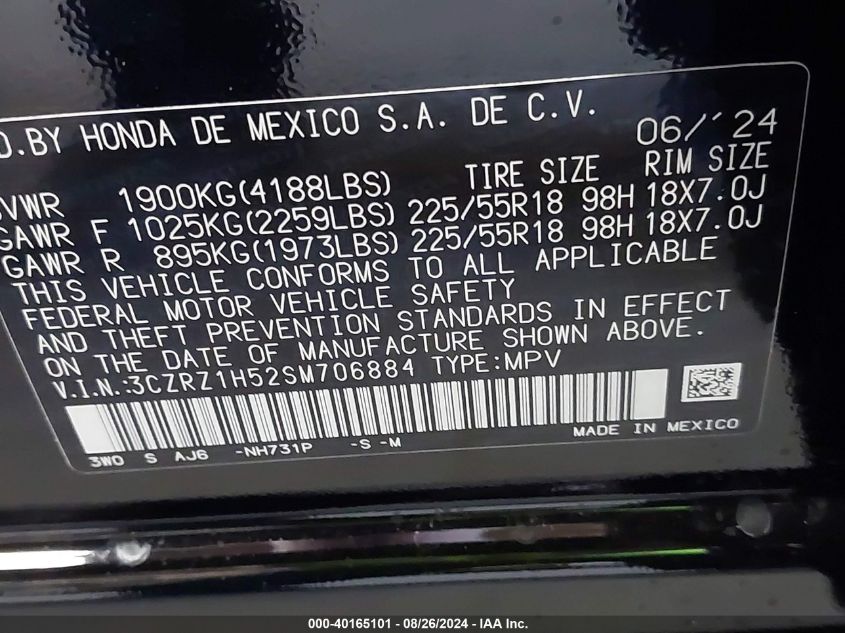 D.BY HONDA DE MEXICO S.A. DE C.V. 06/'24
GVWR 1900KG(4188LBS) TIRE SIZE RIM SIZE
GAWR F 1025KG(2259LBS) 225/55R18 98H 18X7.0J
GAWR R 895KG(1973LBS) 225/55R18 98H 18X7.0J
THIS VEHICLE CONFORMS TO ALL APPLICABLE
FEDERAL MOTOR VEHICLE SAFETY
AND THEFT PREVENTION STANDARDS IN EFFECT
ON THE DATE OF MANUFACTURE SHOWN ABOVE.
V.I.N.:3CZRZ1H52SM706884 TYPE:MPV
3W0 S AJ6 -NH731P -S -M MADE IN MEXICO
000-40165101 - 08/26/2024 - IAA Inc.